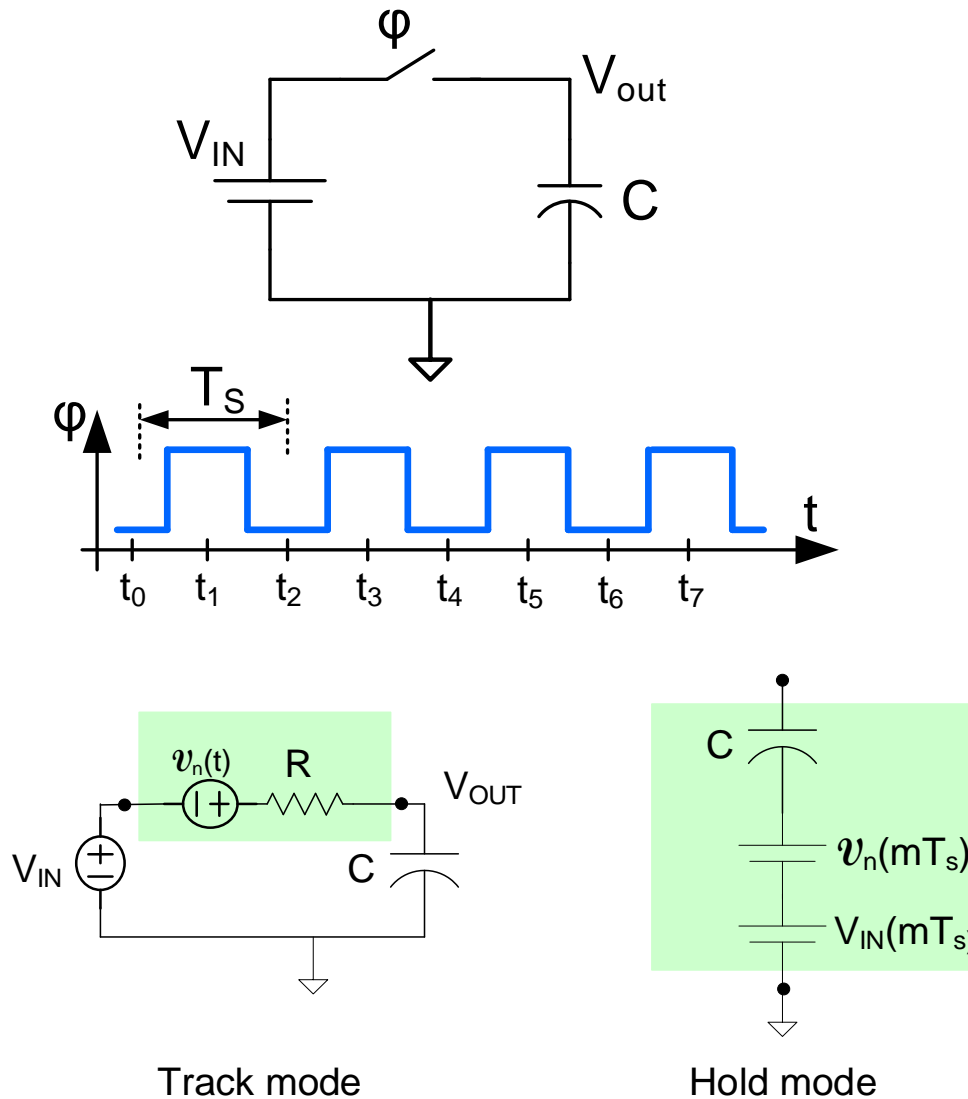 φ
V_out
V_IN
C
T_S
φ
t
t_0 t_1 t_2 t_3 t_4 t_5 t_6 t_7
v_n(t) R
V_OUT
V_IN
C
C
v_n(mT_s)
V_IN(mT_s)
Track mode
Hold mode